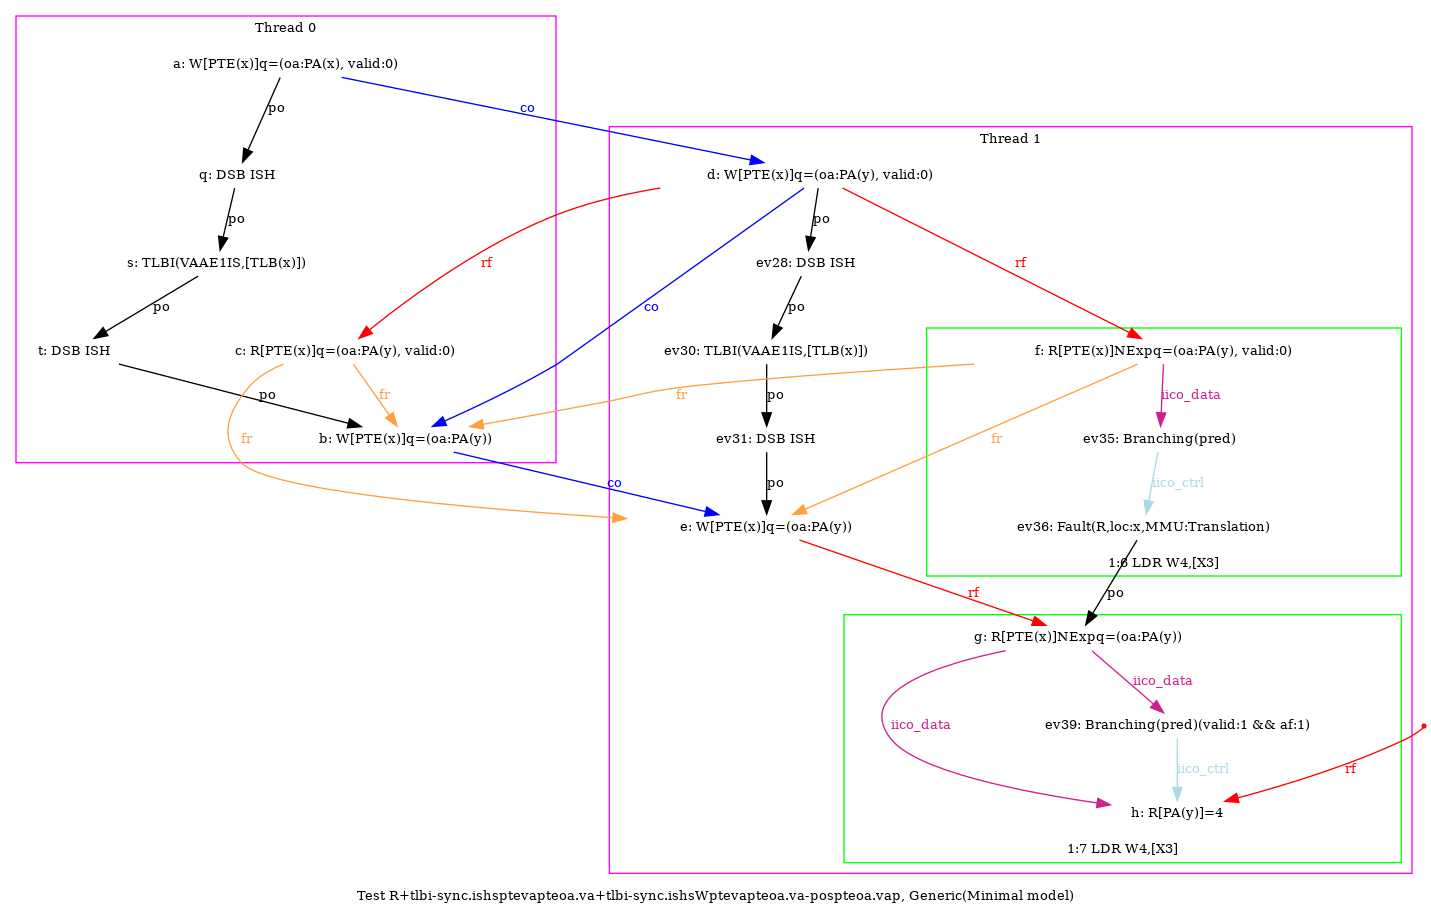 Thread 0
a: W[PTE(x)]q=(oa:PA(x), valid:0)
po
co
Thread 1
q: DSB ISH
d: W[PTE(x)]q=(oa:PA(y), valid:0)
po
po
s: TLBI(VAAE1IS,[TLB(x)])
rf
ev28: DSB ISH
rf
po
co
po
t: DSB ISH
c: R[PTE(x)]q=(oa:PA(y), valid:0)
ev30: TLBI(VAAE1IS,[TLB(x)])
f: R[PTE(x)]NExpq=(oa:PA(y), valid:0)
po
fr
fr
po
iico_data
fr
b: W[PTE(x)]q=(oa:PA(y))
ev31: DSB ISH
fr
ev35: Branching(pred)
co
po
iico_ctrl
e: W[PTE(x)]q=(oa:PA(y))
ev36: Fault(R,loc:x,MMU:Translation)
1:6 LDR W4,[X3]
rf
po
g: R[PTE(x)]NExpq=(oa:PA(y))
iico_data
iico_data
ev39: Branching(pred)(valid:1 && af:1)
iico_ctrl
rf
h: R[PA(y)]=4
1:7 LDR W4,[X3]
Test R+tlbi-sync.ishsptevapteoa.va+tlbi-sync.ishsWptevapteoa.va-pospteoa.vap, Generic(Minimal model)